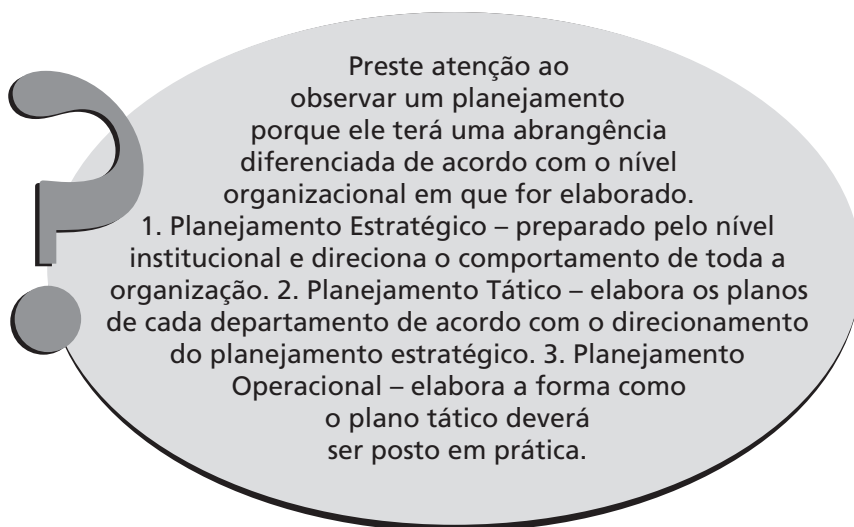 Preste atenção ao
observar um planejamento
porque ele terá uma abrangência
diferenciada de acordo com o nível
organizacional em que for elaborado.
1. Planejamento Estratégico – preparado pelo nível
institucional e direciona o comportamento de toda a
organização. 2. Planejamento Tático – elabora os planos
de cada departamento de acordo com o direcionamento
do planejamento estratégico. 3. Planejamento
Operacional – elabora a forma como
o plano tático deverá
ser posto em prática.